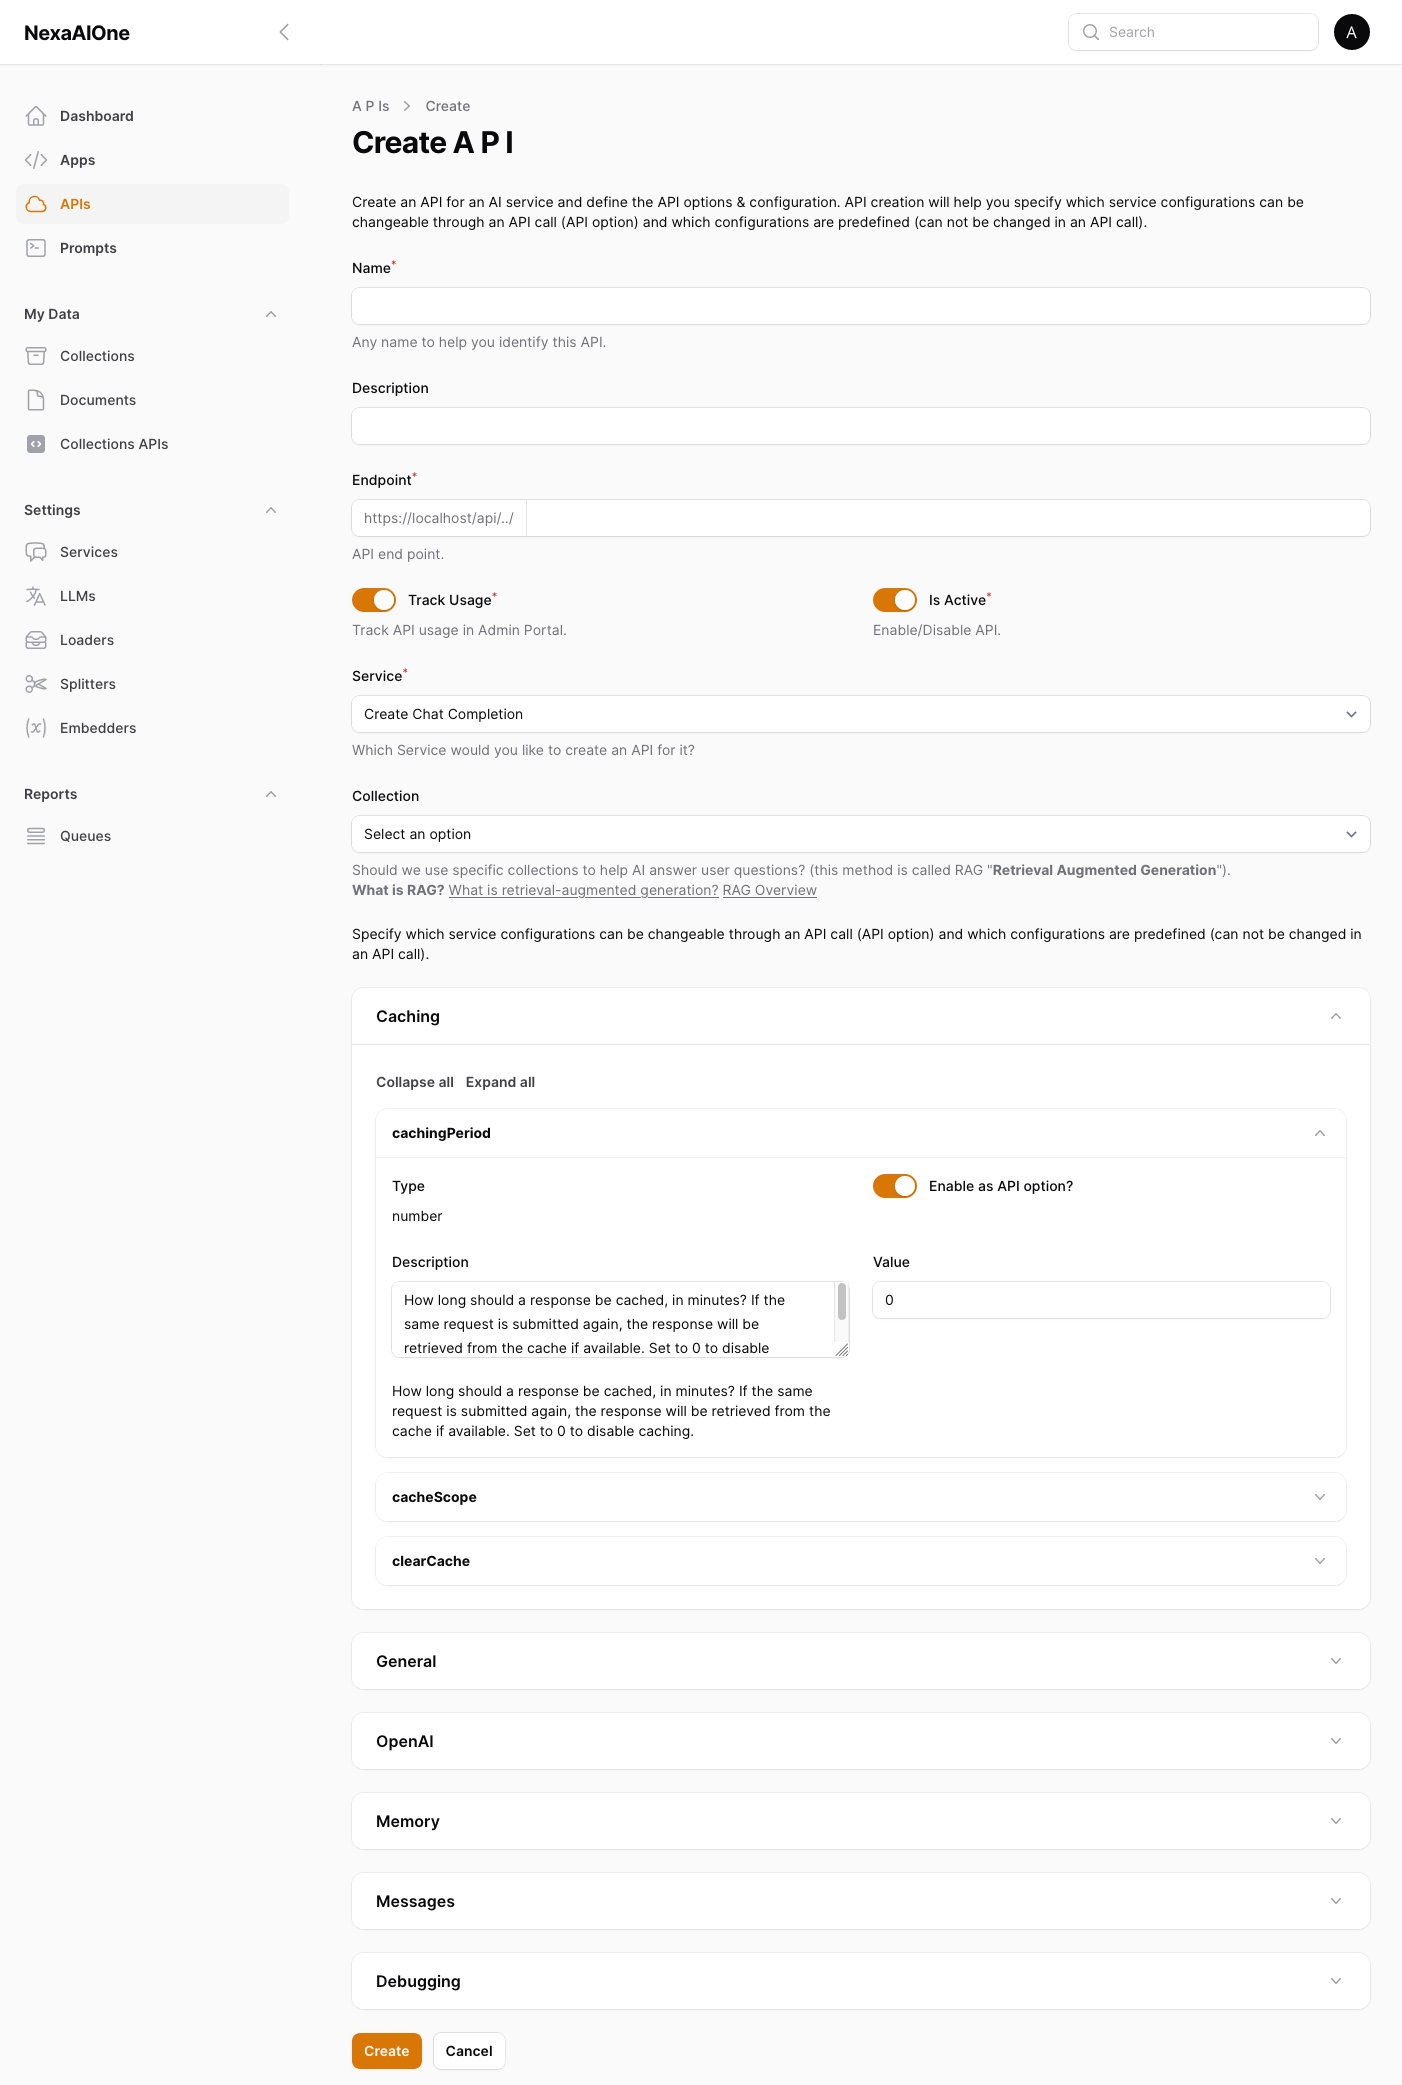 NexaAIOne
Search
A
Dashboard
Apps
APIs
Prompts
My Data
Collections
Documents
Collections APIs
Settings
Services
LLMs
Loaders
Splitters
Embedders
Reports
Queues
A P Is
Create
Create A P I
Create an API for an AI service and define the API options & configuration. API creation will help you specify which service configurations can be
changeable through an API call (API option) and which configurations are predefined (can not be changed in an API call).
Name*
Any name to help you identify this API.
Description
Endpoint*
https://localhost/api/../
API end point.
Track Usage*
Track API usage in Admin Portal.
Is Active*
Enable/Disable API.
Service*
Create Chat Completion
Which Service would you like to create an API for it?
Collection
Select an option
Should we use specific collections to help AI answer user questions? (this method is called RAG "Retrieval Augmented Generation").
What is RAG? What is retrieval-augmented generation? RAG Overview
Specify which service configurations can be changeable through an API call (API option) and which configurations are predefined (can not be changed in
an API call).
Caching
Collapse all Expand all
cachingPeriod
Type
number
Enable as API option?
Description
How long should a response be cached, in minutes? If the
same request is submitted again, the response will be
retrieved from the cache if available. Set to 0 to disable
Value
0
How long should a response be cached, in minutes? If the same
request is submitted again, the response will be retrieved from the
cache if available. Set to 0 to disable caching.
cacheScope
clearCache
General
OpenAI
Memory
Messages
Debugging
Create
Cancel